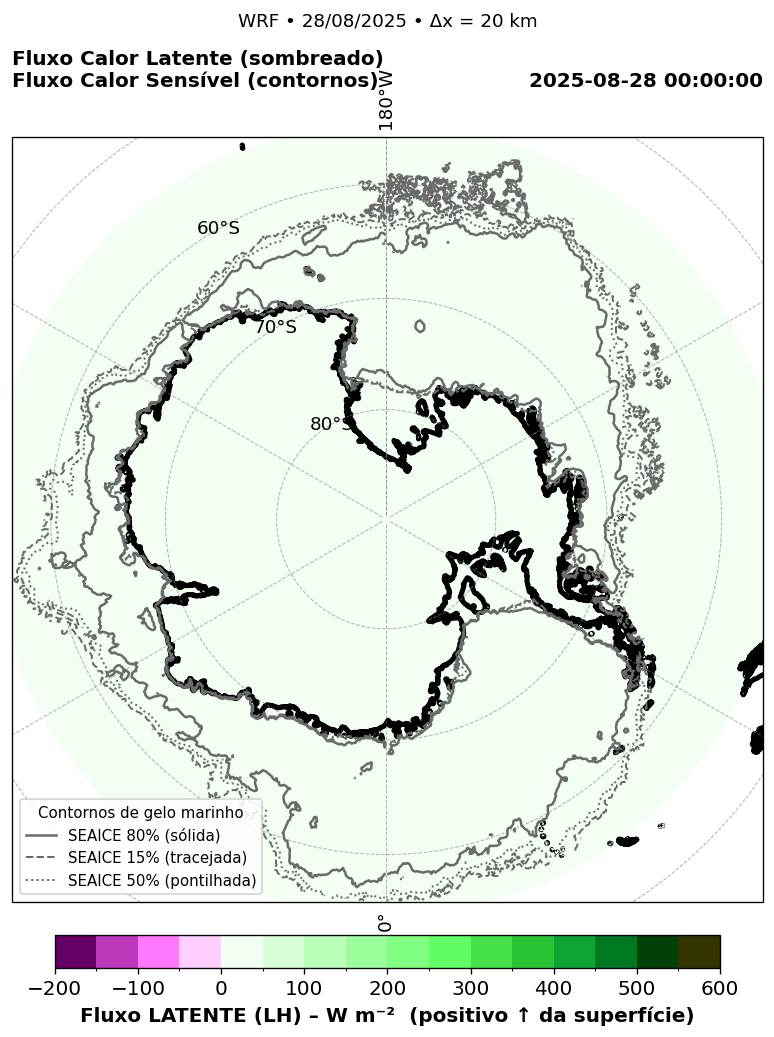 WRF • 28/08/2025 • Δx = 20 km
Fluxo Calor Latente (sombreado)
Fluxo Calor Sensível (contornos)
2025-08-28 00:00:00
180°W
60°S
70°S
80°S
Contornos de gelo marinho
SEAICE 80% (sólida)
SEAICE 15% (tracejada)
SEAICE 50% (pontilhada)
0°
−200 −100 0 100 200 300 400 500 600
Fluxo LATENTE (LH) – W m⁻² (positivo ↑ da superfície)